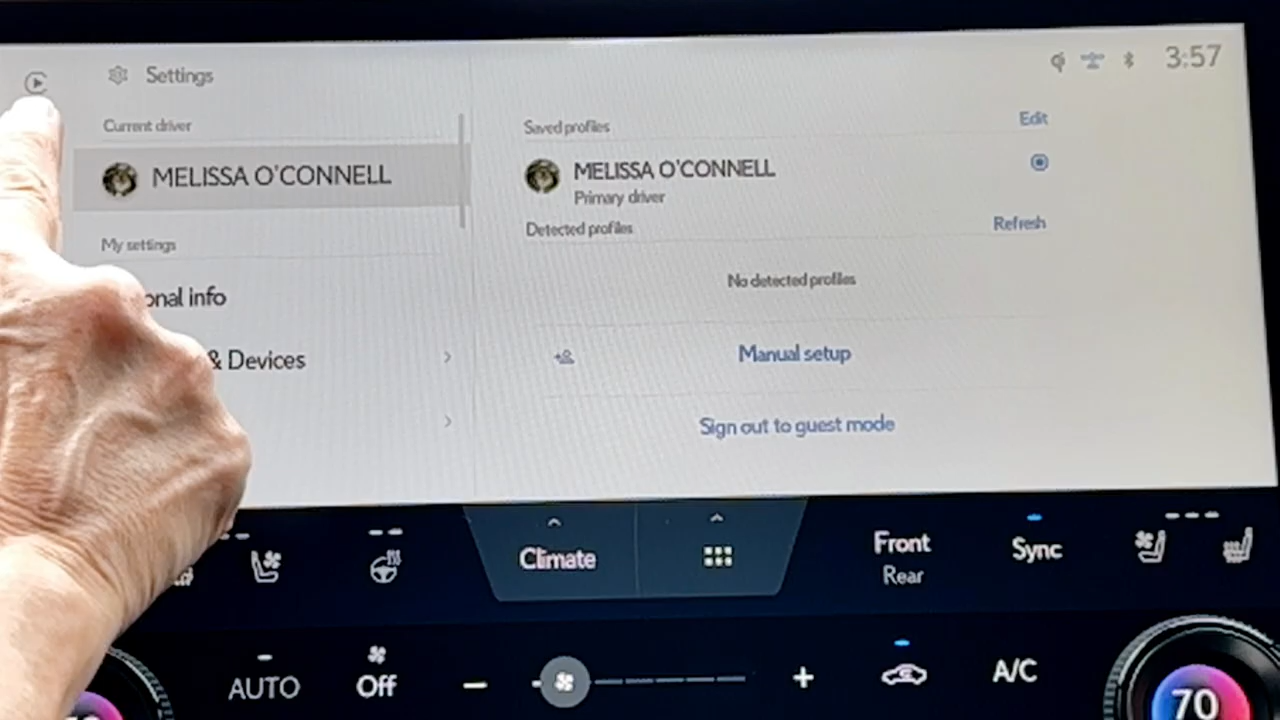 Settings
3:57
Current driver
MELISSA O'CONNELL
My settings
onal info
& Devices
Saved profiles
Edit
MELISSA O'CONNELL
Primary driver
Detected profiles
Refresh
No detected profiles
Manual setup
Sign out to guest mode
Climate
Front
Rear
Sync
AUTO
Off
A/C
70